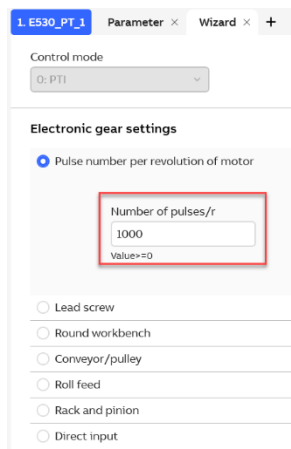 1. E530_PT_1 Parameter × Wizard × +
Control mode
0: PTI
Electronic gear settings
Pulse number per revolution of motor
Number of pulses/r
1000
Value>=0
Lead screw
Round workbench
Conveyor/pulley
Roll feed
Rack and pinion
Direct input